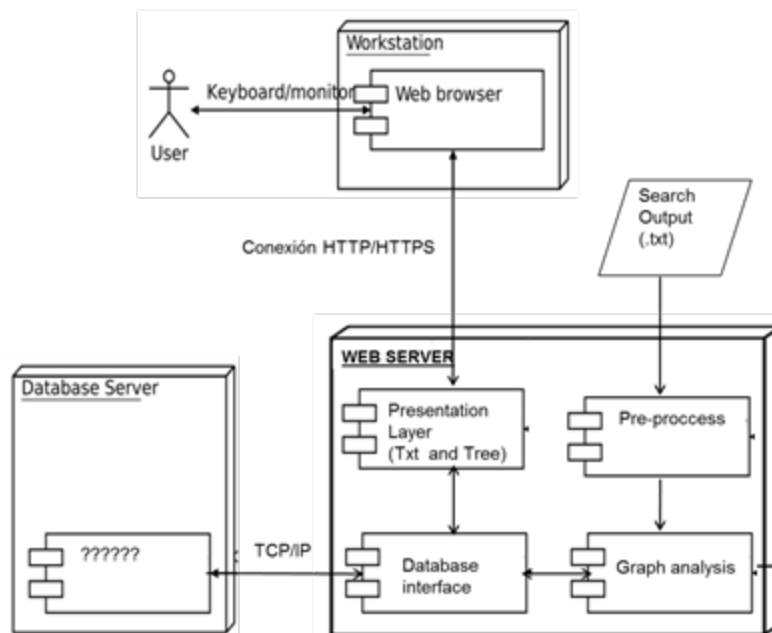 Workstation
Keyboard/monitor
Web browser
User
Search
Output
(.txt)
Conexión HTTP/HTTPS
WEB SERVER
Database Server
Presentation
Layer
(Txt and Tree)
Pre-proccess
??????
TCP/IP
Database
interface
Graph analysis